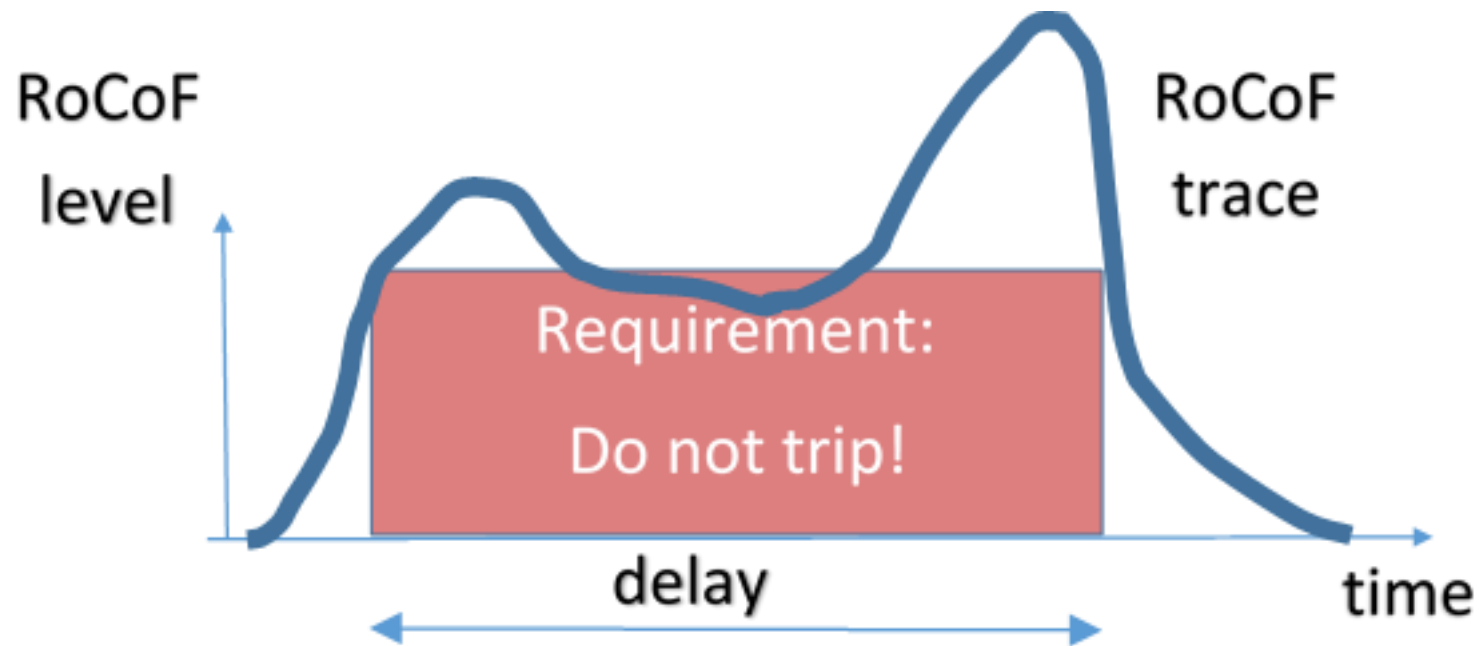 RoCoF
level
RoCoF
trace
Requirement:
Do not trip!
delay
time